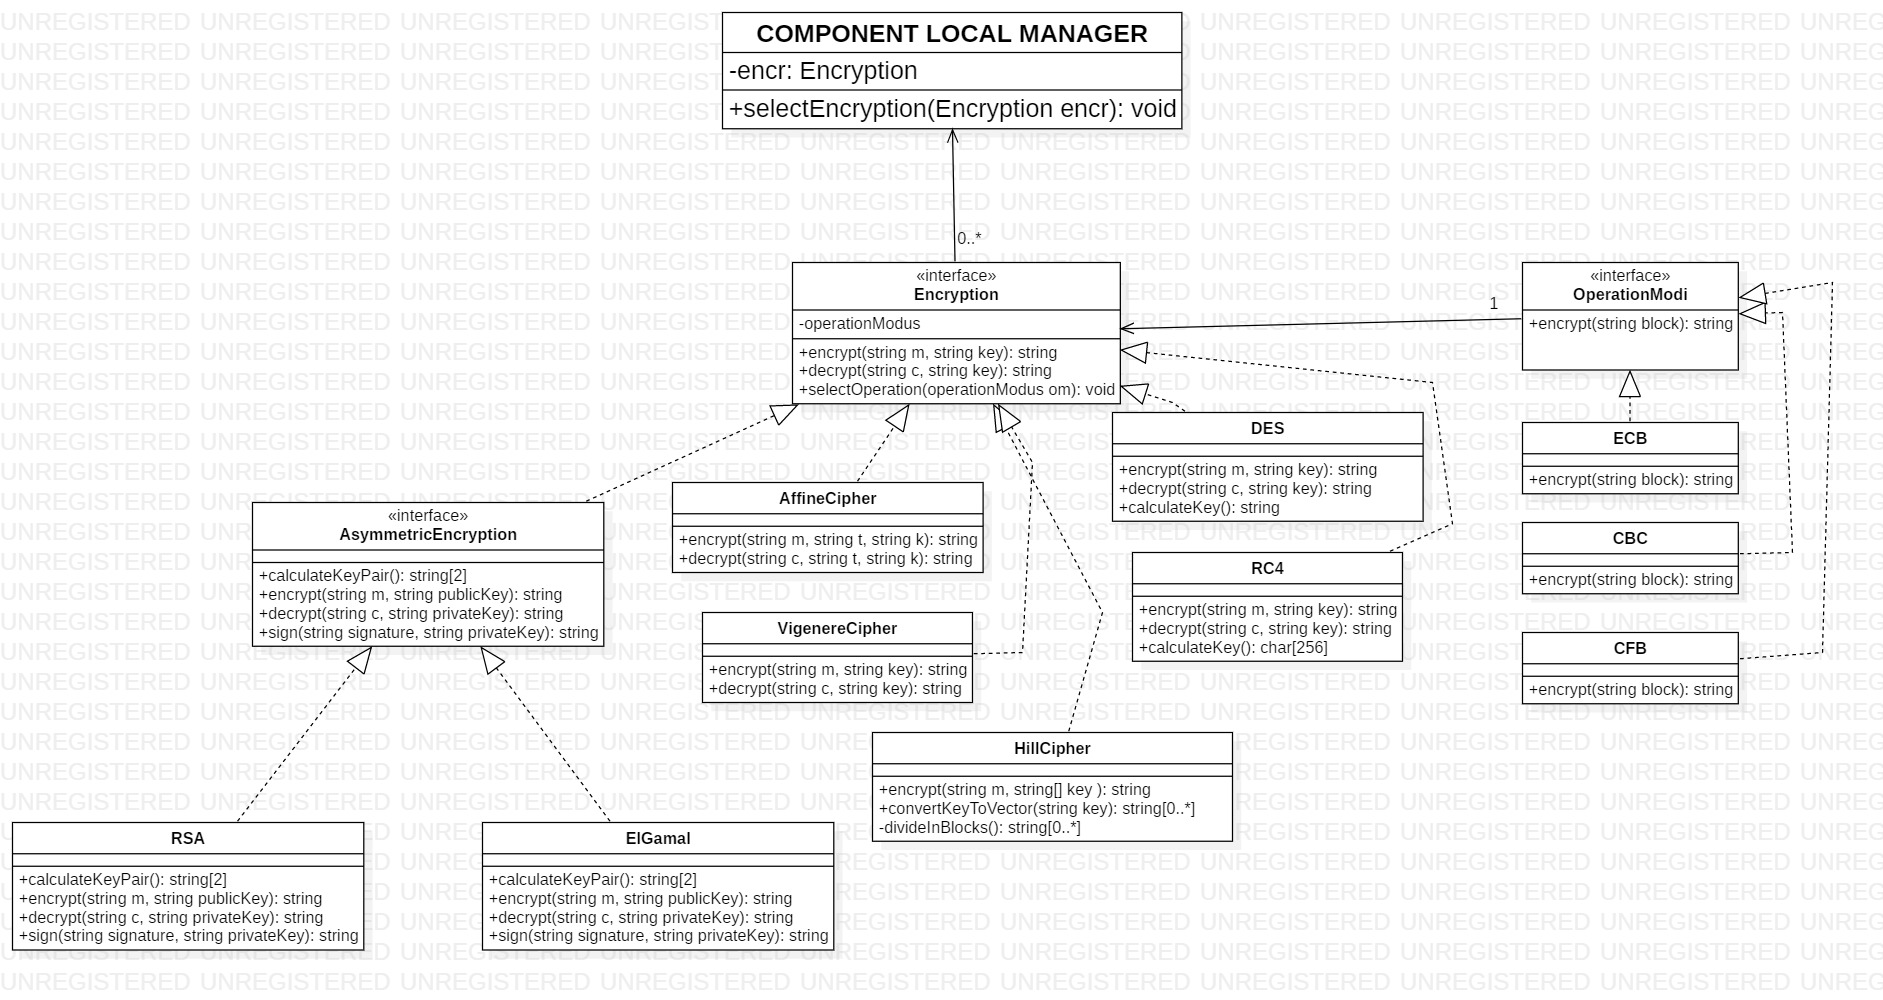 COMPONENT LOCAL MANAGER
-encr: Encryption
+selectEncryption(Encryption encr): void
0..*
«interface»
Encryption
-operationModus
+encrypt(string m, string key): string
+decrypt(string c, string key): string
+selectOperation(operationModus om): void
1
«interface»
OperationModi
+encrypt(string block): string
DES
+encrypt(string m, string key): string
+decrypt(string c, string key): string
+calculateKey(): string
ECB
+encrypt(string block): string
AffineCipher
+encrypt(string m, string t, string k): string
+decrypt(string c, string t, string k): string
«interface»
AsymmetricEncryption
+calculateKeyPair(): string[2]
+encrypt(string m, string publicKey): string
+decrypt(string c, string privateKey): string
+sign(string signature, string privateKey): string
CBC
+encrypt(string block): string
RC4
+encrypt(string m, string key): string
+decrypt(string c, string key): string
+calculateKey(): char[256]
VigenereCipher
+encrypt(string m, string key): string
+decrypt(string c, string key): string
CFB
+encrypt(string block): string
HillCipher
+encrypt(string m, string[] key ): string
+convertKeyToVector(string key): string[0..*]
-divideInBlocks(): string[0..*]
RSA
+calculateKeyPair(): string[2]
+encrypt(string m, string publicKey): string
+decrypt(string c, string privateKey): string
+sign(string signature, string privateKey): string
ElGamal
+calculateKeyPair(): string[2]
+encrypt(string m, string publicKey): string
+decrypt(string c, string privateKey): string
+sign(string signature, string privateKey): string
UNREGISTERED